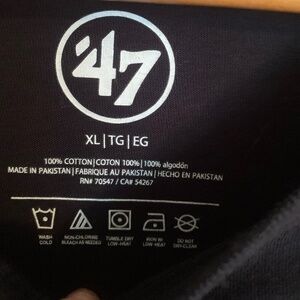 '47
XL | TG | EG
100% COTTON | COTON 100% | 100% algodón
MADE IN PAKISTAN | FABRIQUE AU PAKISTAN | HECHO EN PAKISTAN
RN# 70547 / CA# 54267
WASH COLD
NON-CHLORINE BLEACH AS NEEDED
TUMBLE DRY LOW-HEAT
IRON W/ LOW-HEAT
DO NOT DRY-CLEAN